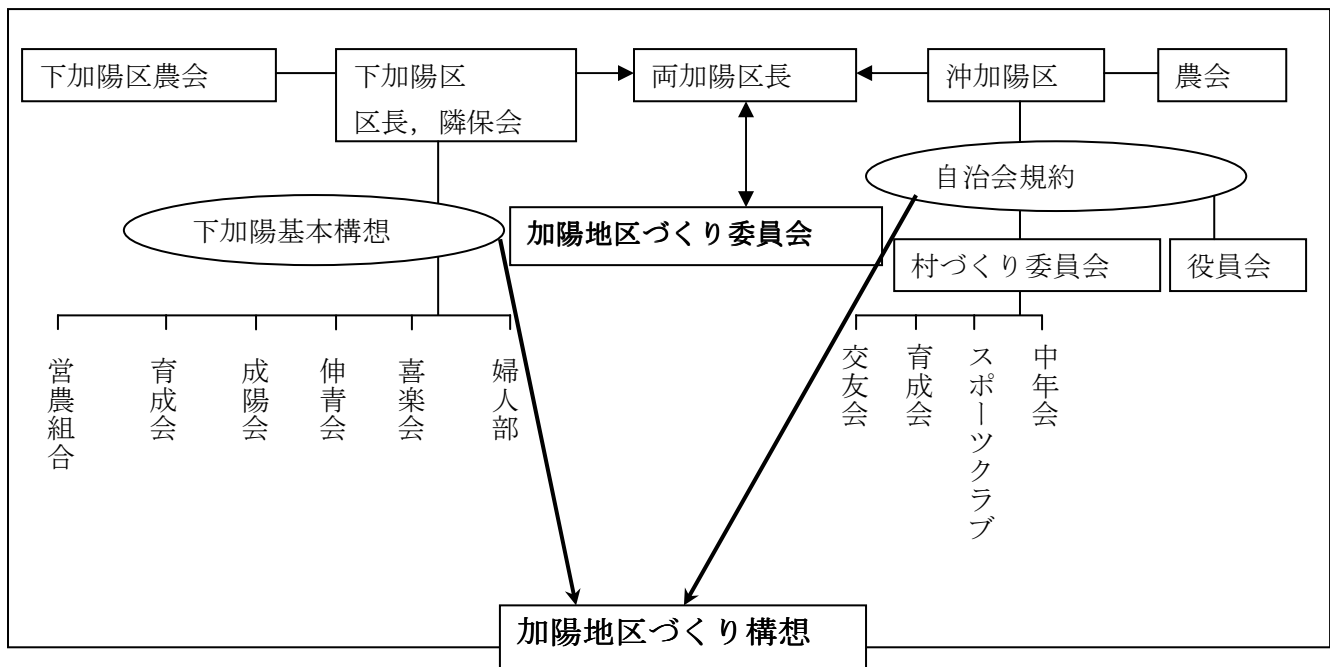 下加陽区農会
下加陽区
区長，隣保会
両加陽区長
沖加陽区
農会
自治会規約
下加陽基本構想
加陽地区づくり委員会
村づくり委員会
役員会
営農組合
育成会
成陽会
伸青会
喜楽会
婦人部
交友会
育成会
スポーツクラブ
中年会
加陽地区づくり構想